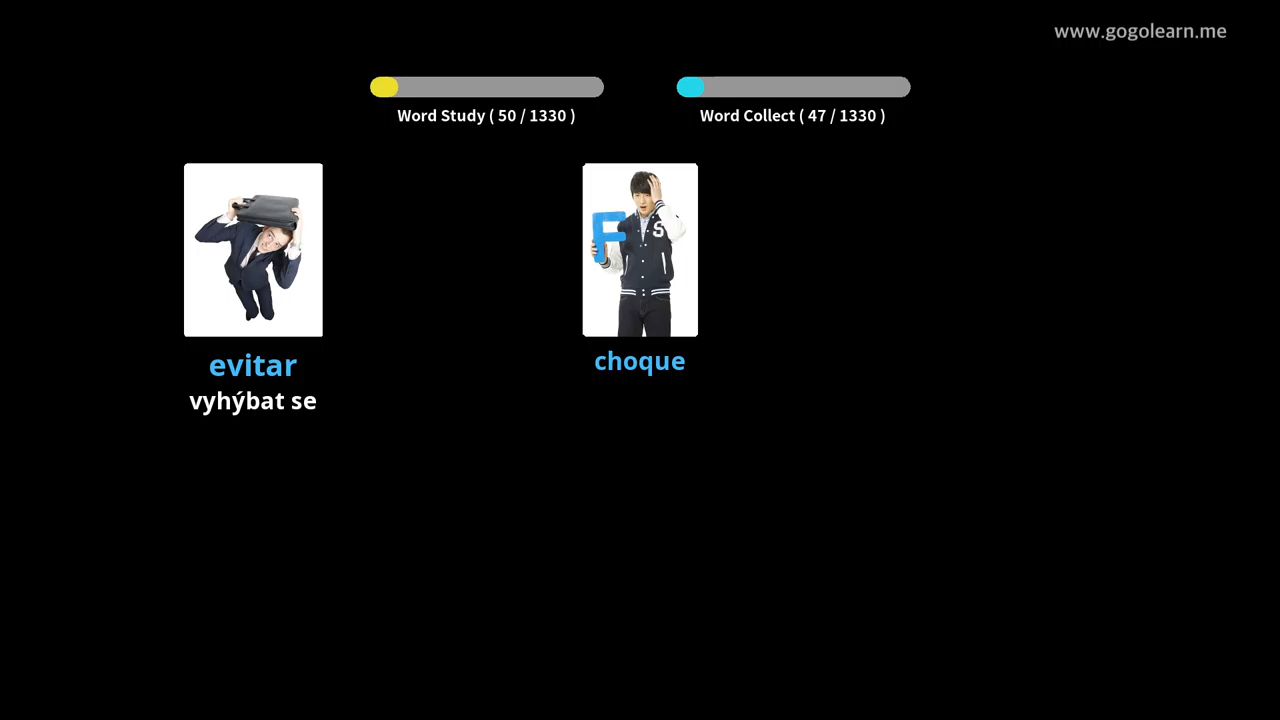 www.gogolearn.me
Word Study ( 50 / 1330 )
Word Collect ( 47 / 1330 )
F
S
evitar
vyhýbat se
choque